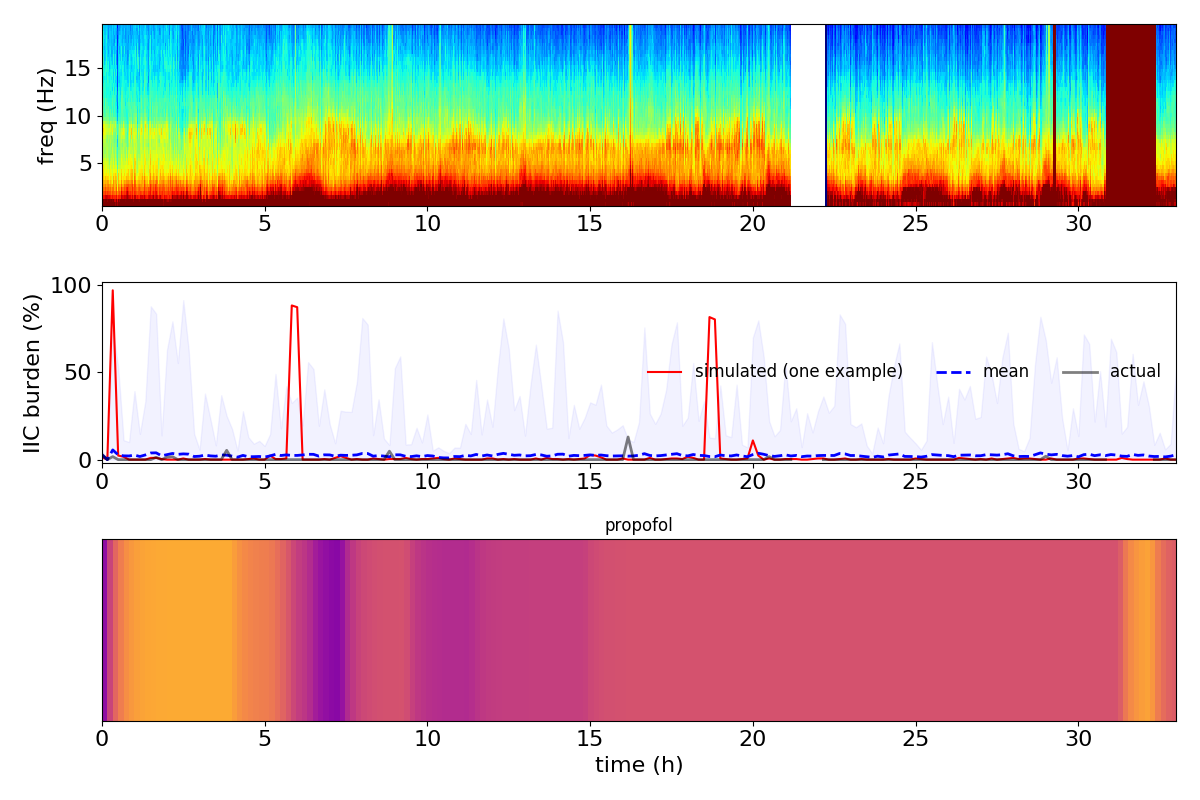 freq (Hz)
15
10
5
0 5 10 15 20 25 30
IIC burden (%)
100
50
0
simulated (one example) mean actual
0 5 10 15 20 25 30
propofol
0 5 10 15 20 25 30
time (h)